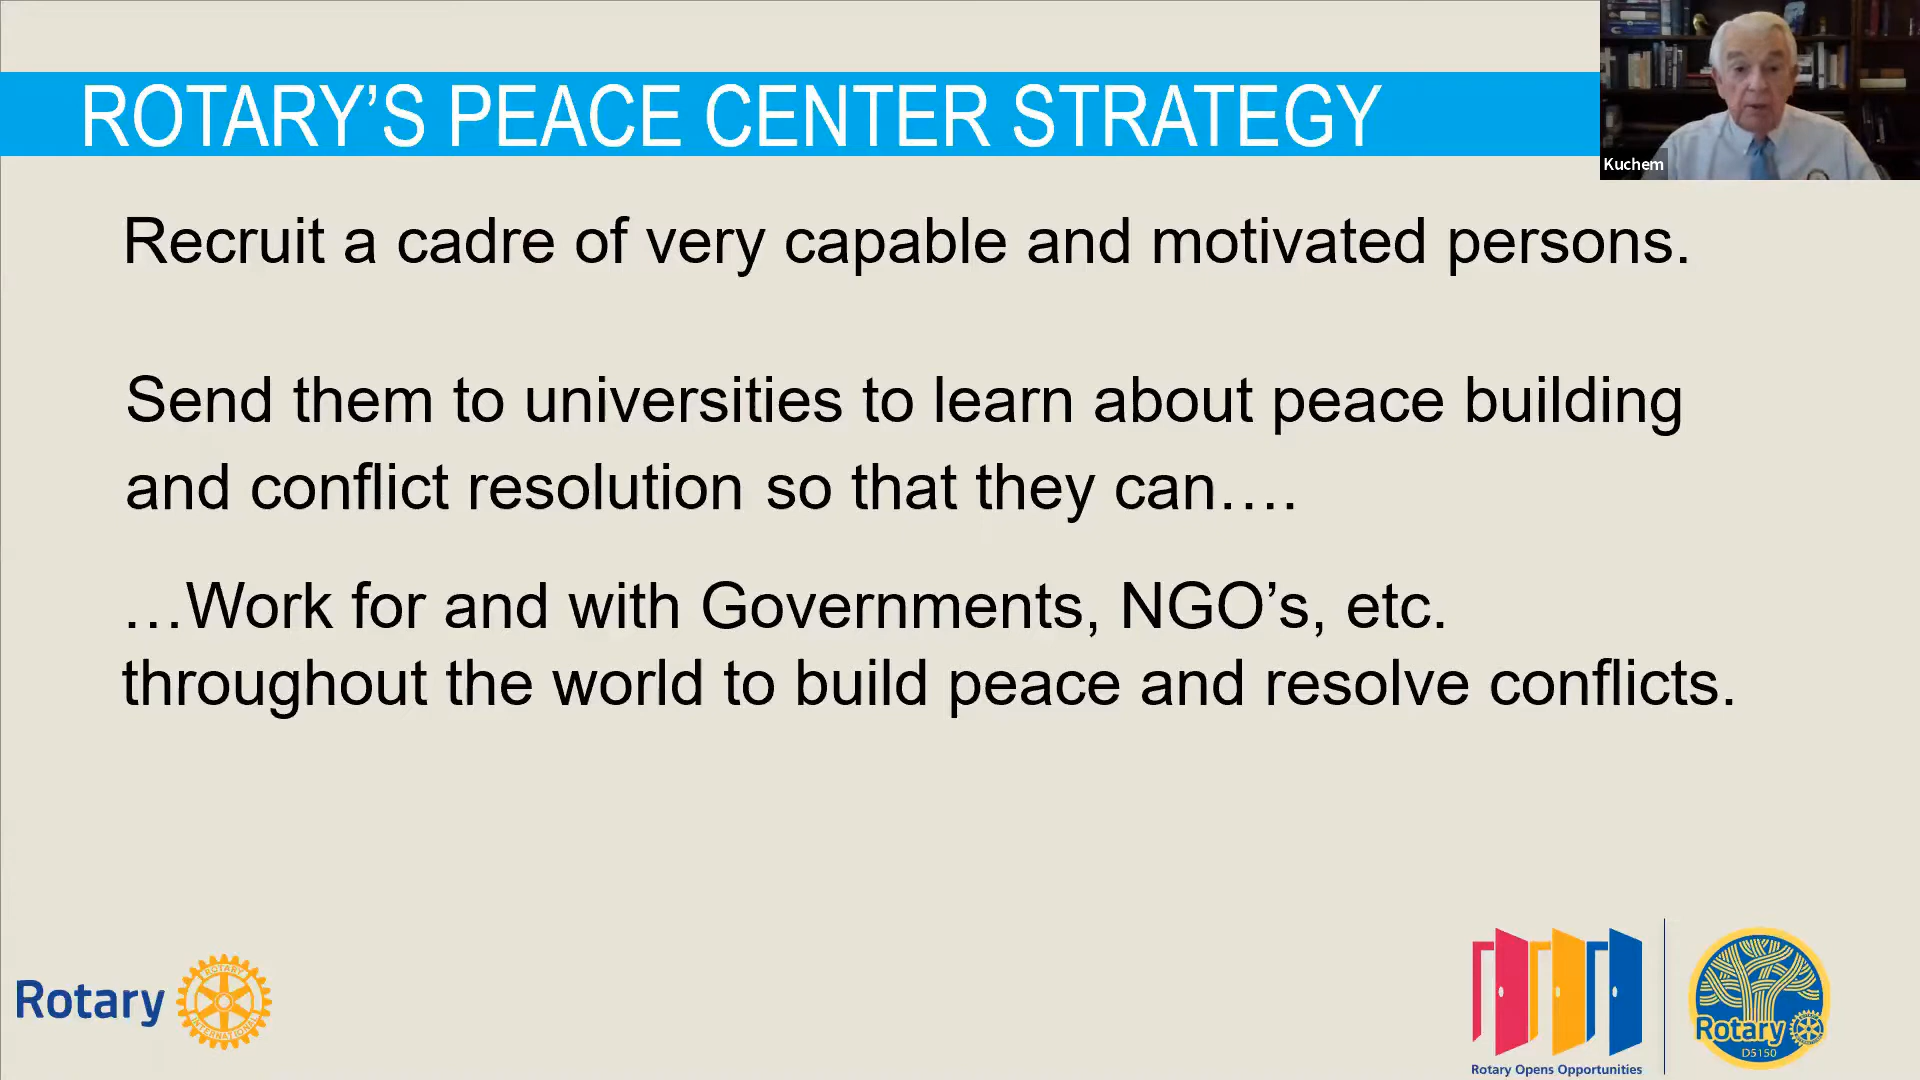 ROTARY’S PEACE CENTER STRATEGY
Kuchem
Recruit a cadre of very capable and motivated persons.
Send them to universities to learn about peace building
and conflict resolution so that they can….
…Work for and with Governments, NGO’s, etc.
throughout the world to build peace and resolve conflicts.
Rotary
ROTARY
INTERNATIONAL
Rotary Opens Opportunities
Rotary
D5150